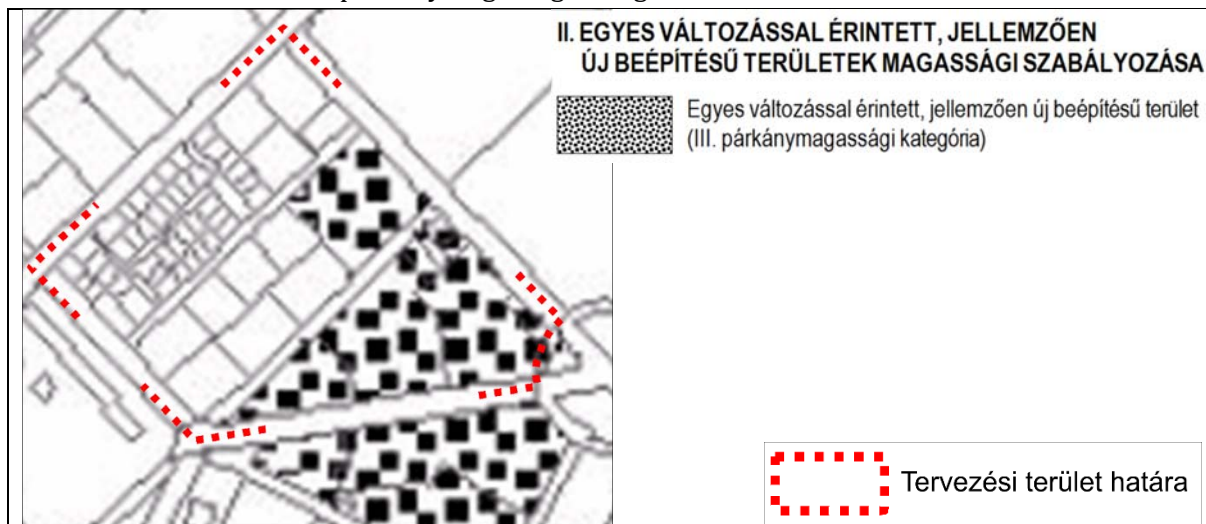 II. EGYES VÁLTOZÁSSAL ÉRINTETT, JELLEMZŐEN
ÚJ BEÉPÍTÉSŰ TERÜLETEK MAGASSÁGI SZABÁLYOZÁSA
Egyes változással érintett, jellemzően új beépítésű terület
(III. párkánymagassági kategória)
Tervezési terület határa